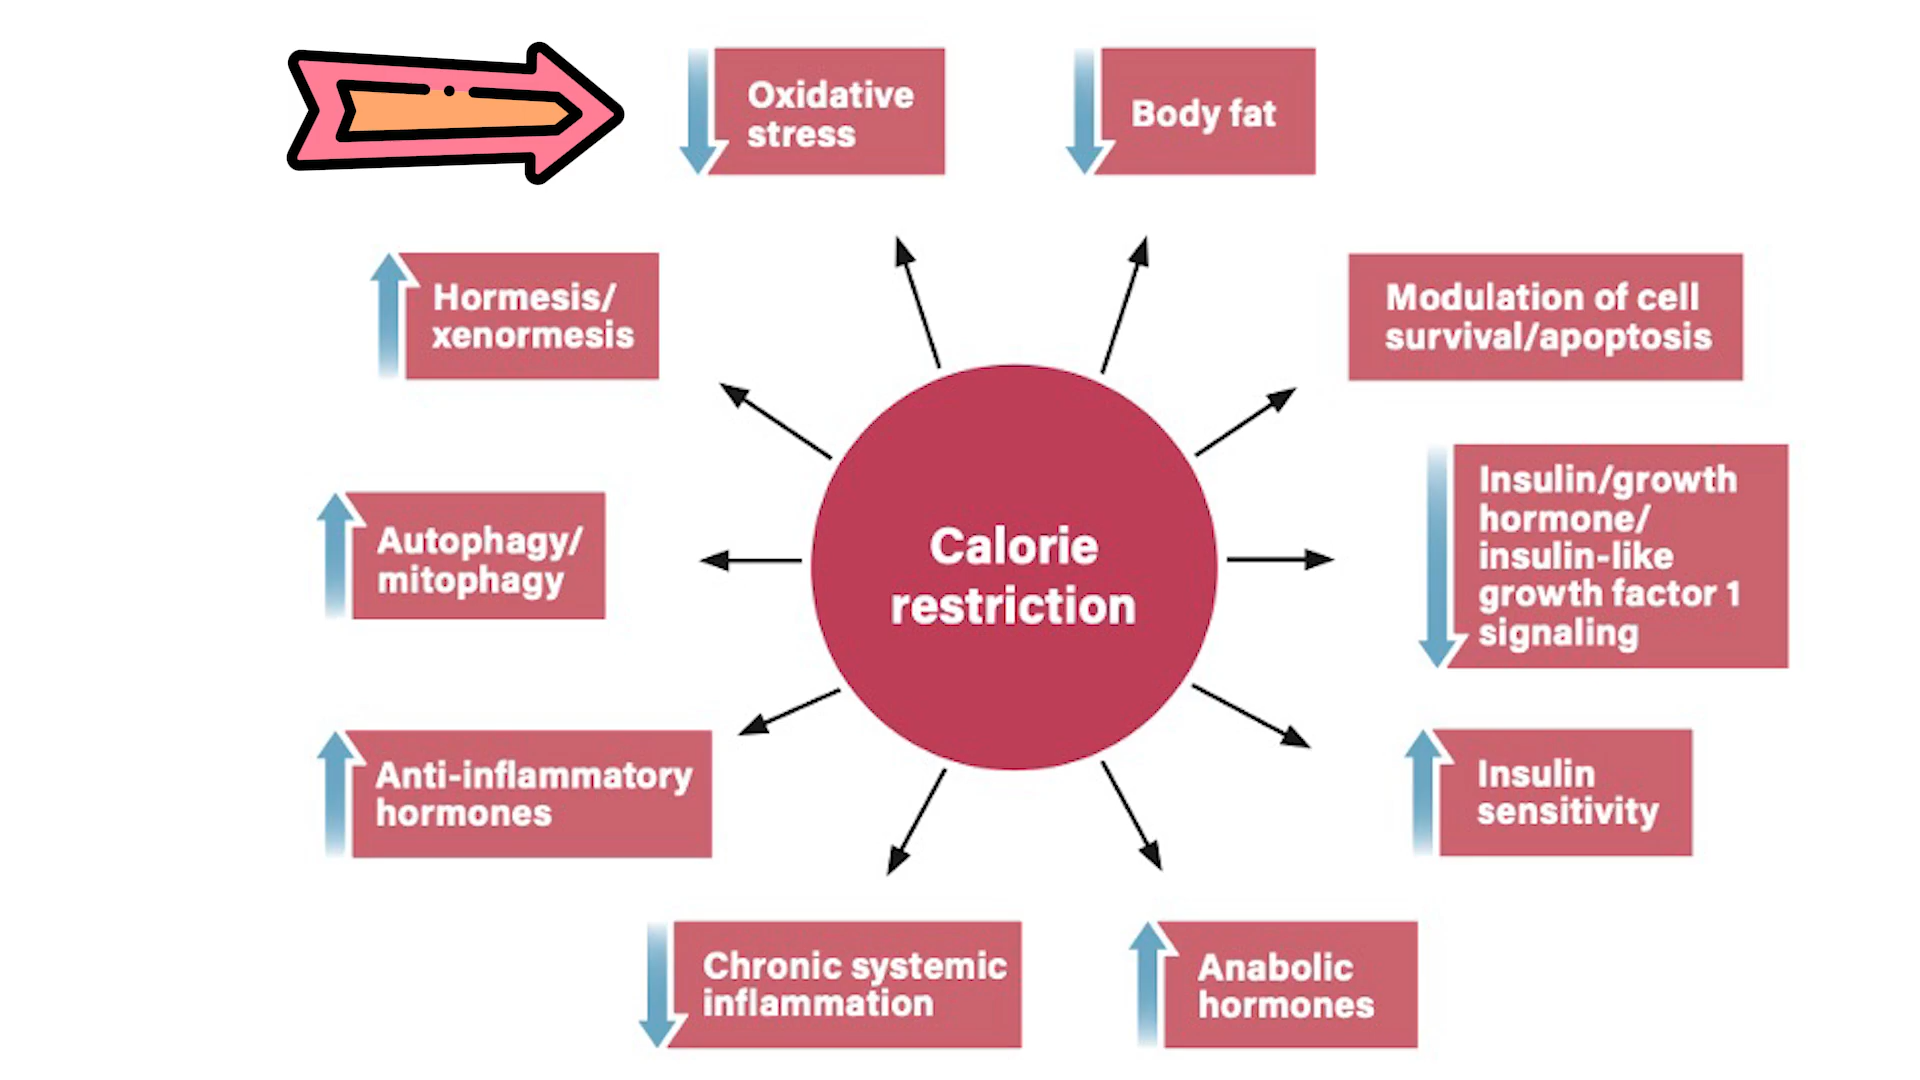 Oxidative
stress
Body fat
Hormesis/
xenormesis
Modulation of cell
survival/apoptosis
Autophagy/
mitophagy
Calorie
restriction
Insulin/growth
hormone/
insulin-like
growth factor 1
signaling
Anti-inflammatory
hormones
Insulin
sensitivity
Chronic systemic
inflammation
Anabolic
hormones